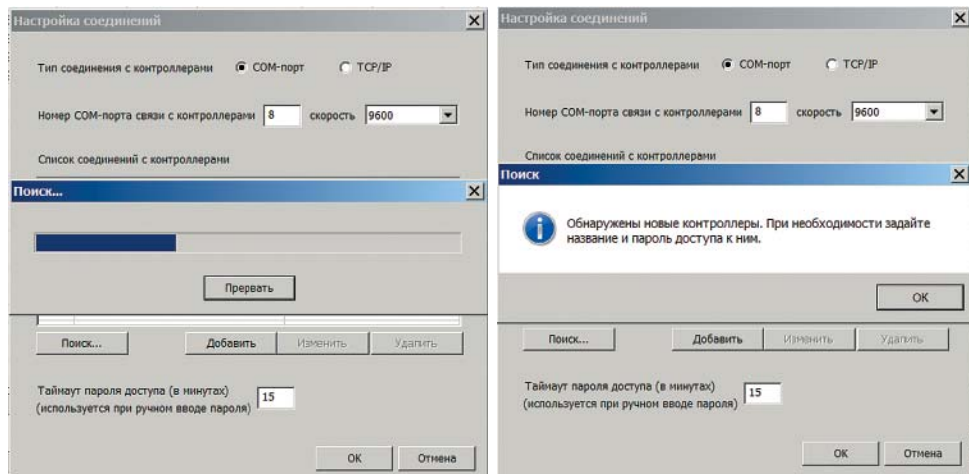 Настройка соединений
Тип соединения с контроллерами COM-порт TCP/IP
Номер COM-порта связи с контроллерами 8 скорость 9600
Список соединений с контроллерами
Поиск...
Прервать
Поиск... Добавить Изменить Удалить
Таймаут пароля доступа (в минутах)
(используется при ручном вводе пароля) 15
OK Отмена
Настройка соединений
Тип соединения с контроллерами COM-порт TCP/IP
Номер COM-порта связи с контроллерами 8 скорость 9600
Список соединений с контроллерами
Поиск
Обнаружены новые контроллеры. При необходимости задайте
название и пароль доступа к ним.
OK
Поиск... Добавить Изменить Удалить
Таймаут пароля доступа (в минутах)
(используется при ручном вводе пароля) 15
OK Отмена